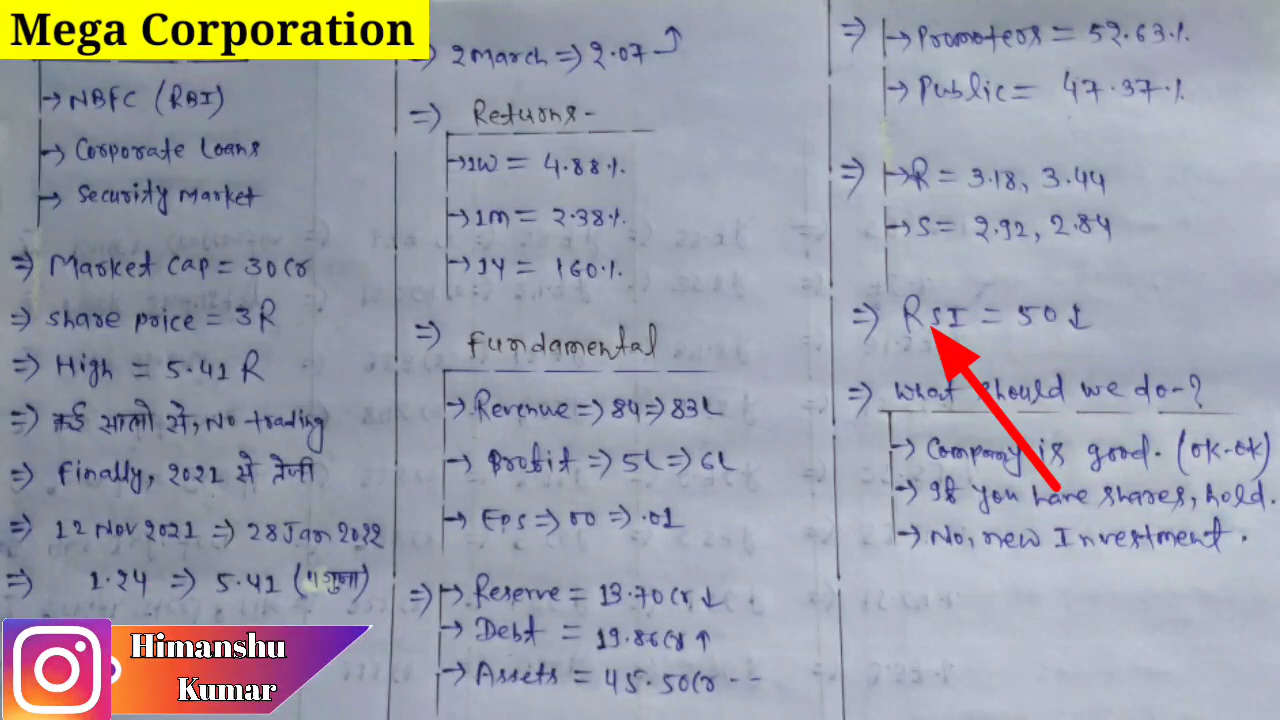 Mega Corporation
→ NBFC (RBI)
→ Corporate Loans
→ Security Market
⇒ Market Cap = 30 Cr
⇒ Share price = 3 R
⇒ High = 5.41 R
⇒ कई सालो से, No trading
⇒ Finally, 2021 से तेजी
⇒ 12 Nov 2021 ⇒ 28 Jan 2022
⇒ 1.24 ⇒ 5.41 (4 गुना)
⇒ 2 March ⇒ 2.07
⇒ Returns -
→ 1W = 4.88%.
→ 1M = 2.38%.
→ 1Y = 160%.
⇒ Fundamental
→ Revenue ⇒ 84 ⇒ 83L
→ Profit ⇒ 5L ⇒ 6L
→ EPS ⇒ 00 ⇒ .01
⇒ → Reserve = 13.70 Cr ↓
→ Debt = 19.86 Cr ↑
→ Assets = 45.50 Cr - -
⇒ → Promoters = 52.63%
→ Public = 47.37%
⇒ → R = 3.18, 3.44
→ S = 2.92, 2.84
⇒ RSI = 50 ↓
⇒ What should we do-?
→ Company is good. (ok-ok)
→ If you have shares, hold.
→ No, new Investment.
Himanshu
Kumar